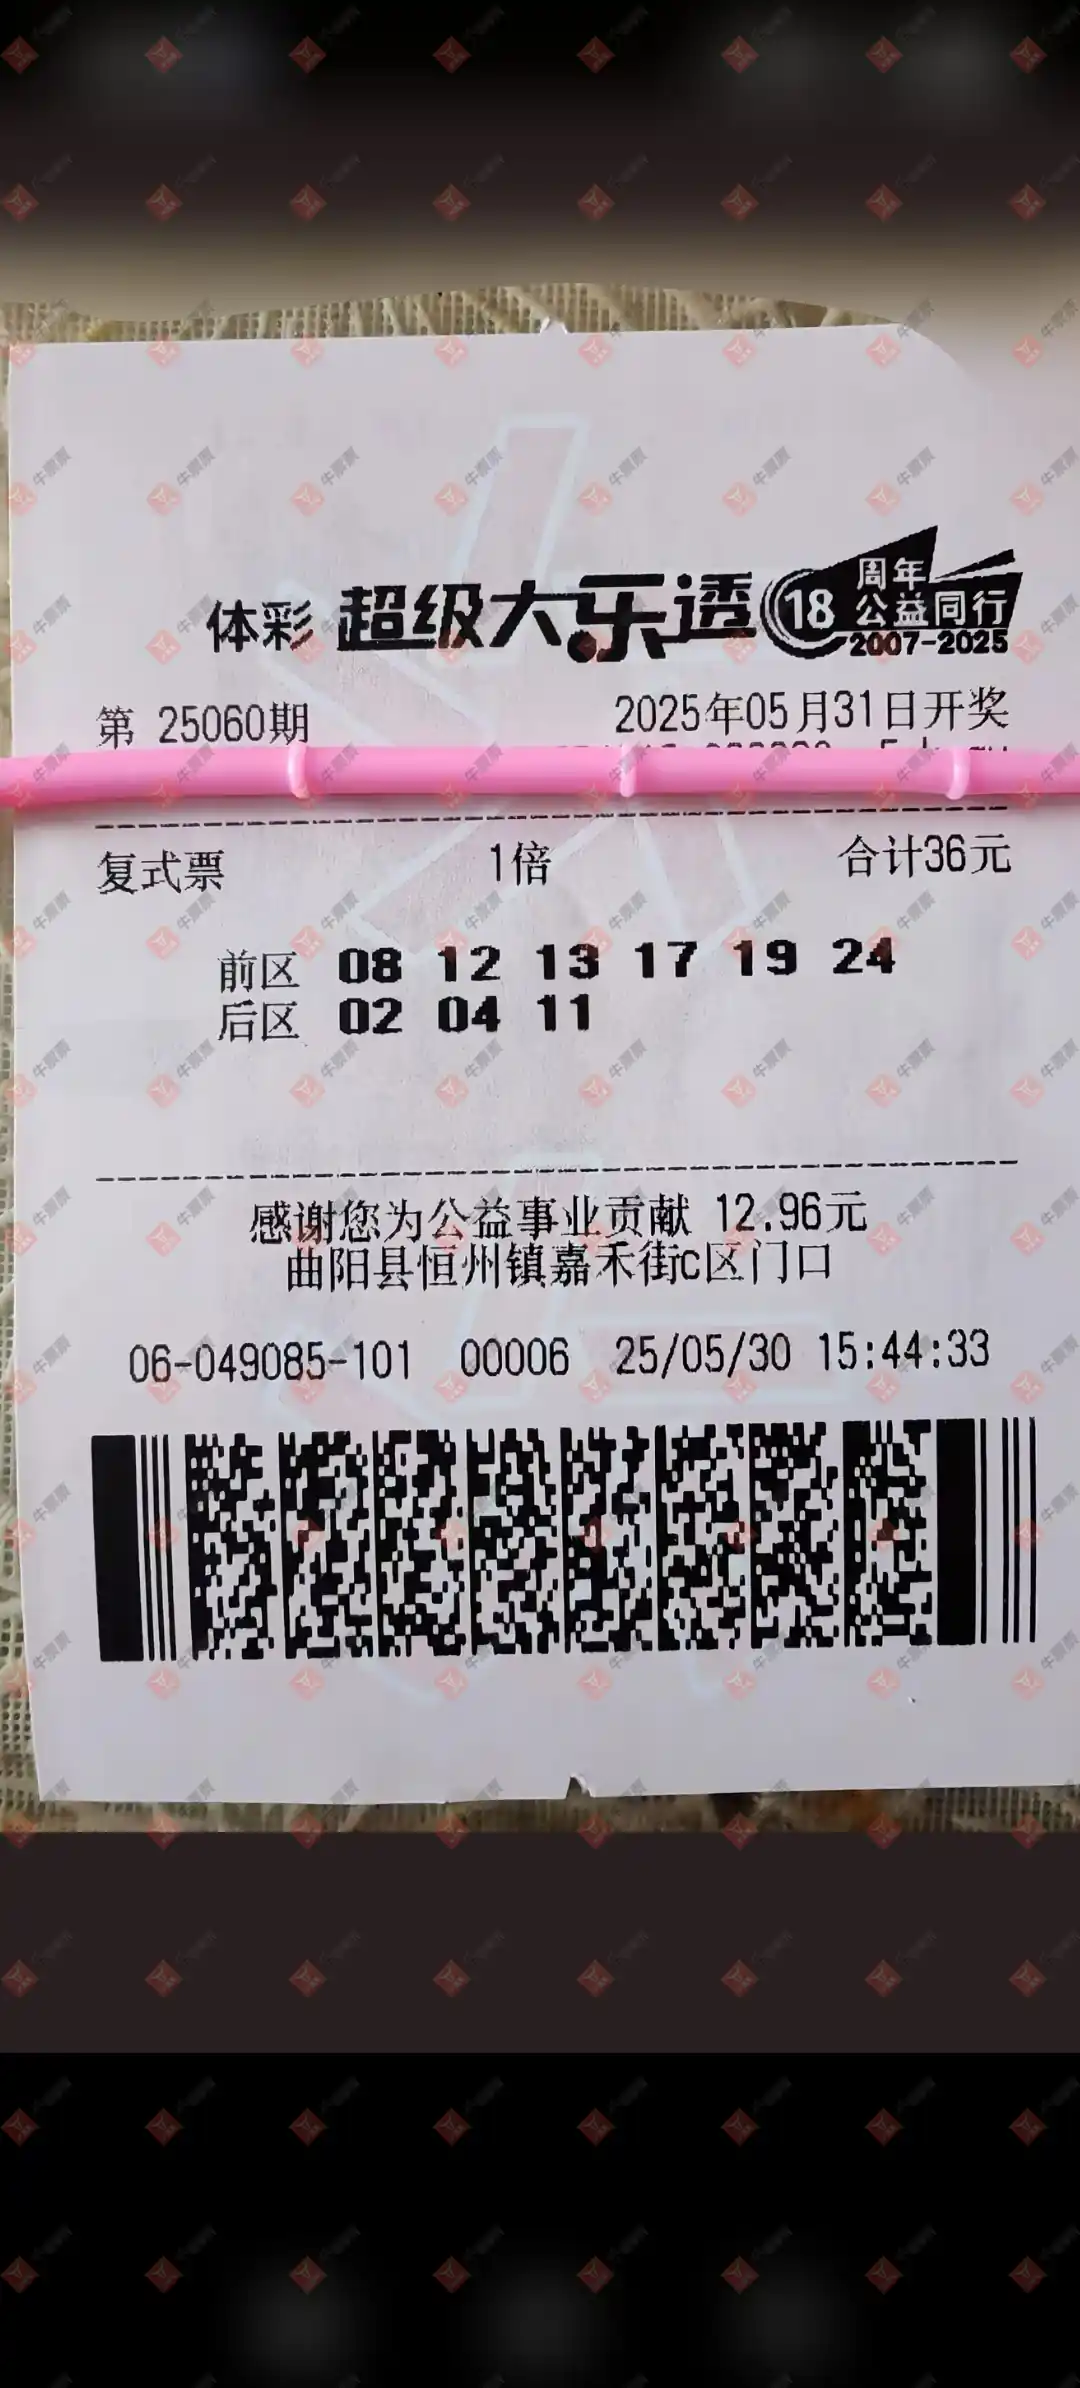 体彩 超级大乐透 18 周年 公益同行 2007-2025
第 25060期 2025年05月31日开奖
复式票 1倍 合计36元
前区 08 12 13 17 19 24
后区 02 04 11
感谢您为公益事业贡献 12.96元
曲阳县恒州镇嘉禾街c区门口
06-049085-101 00006 25/05/30 15:44:33
牛票票